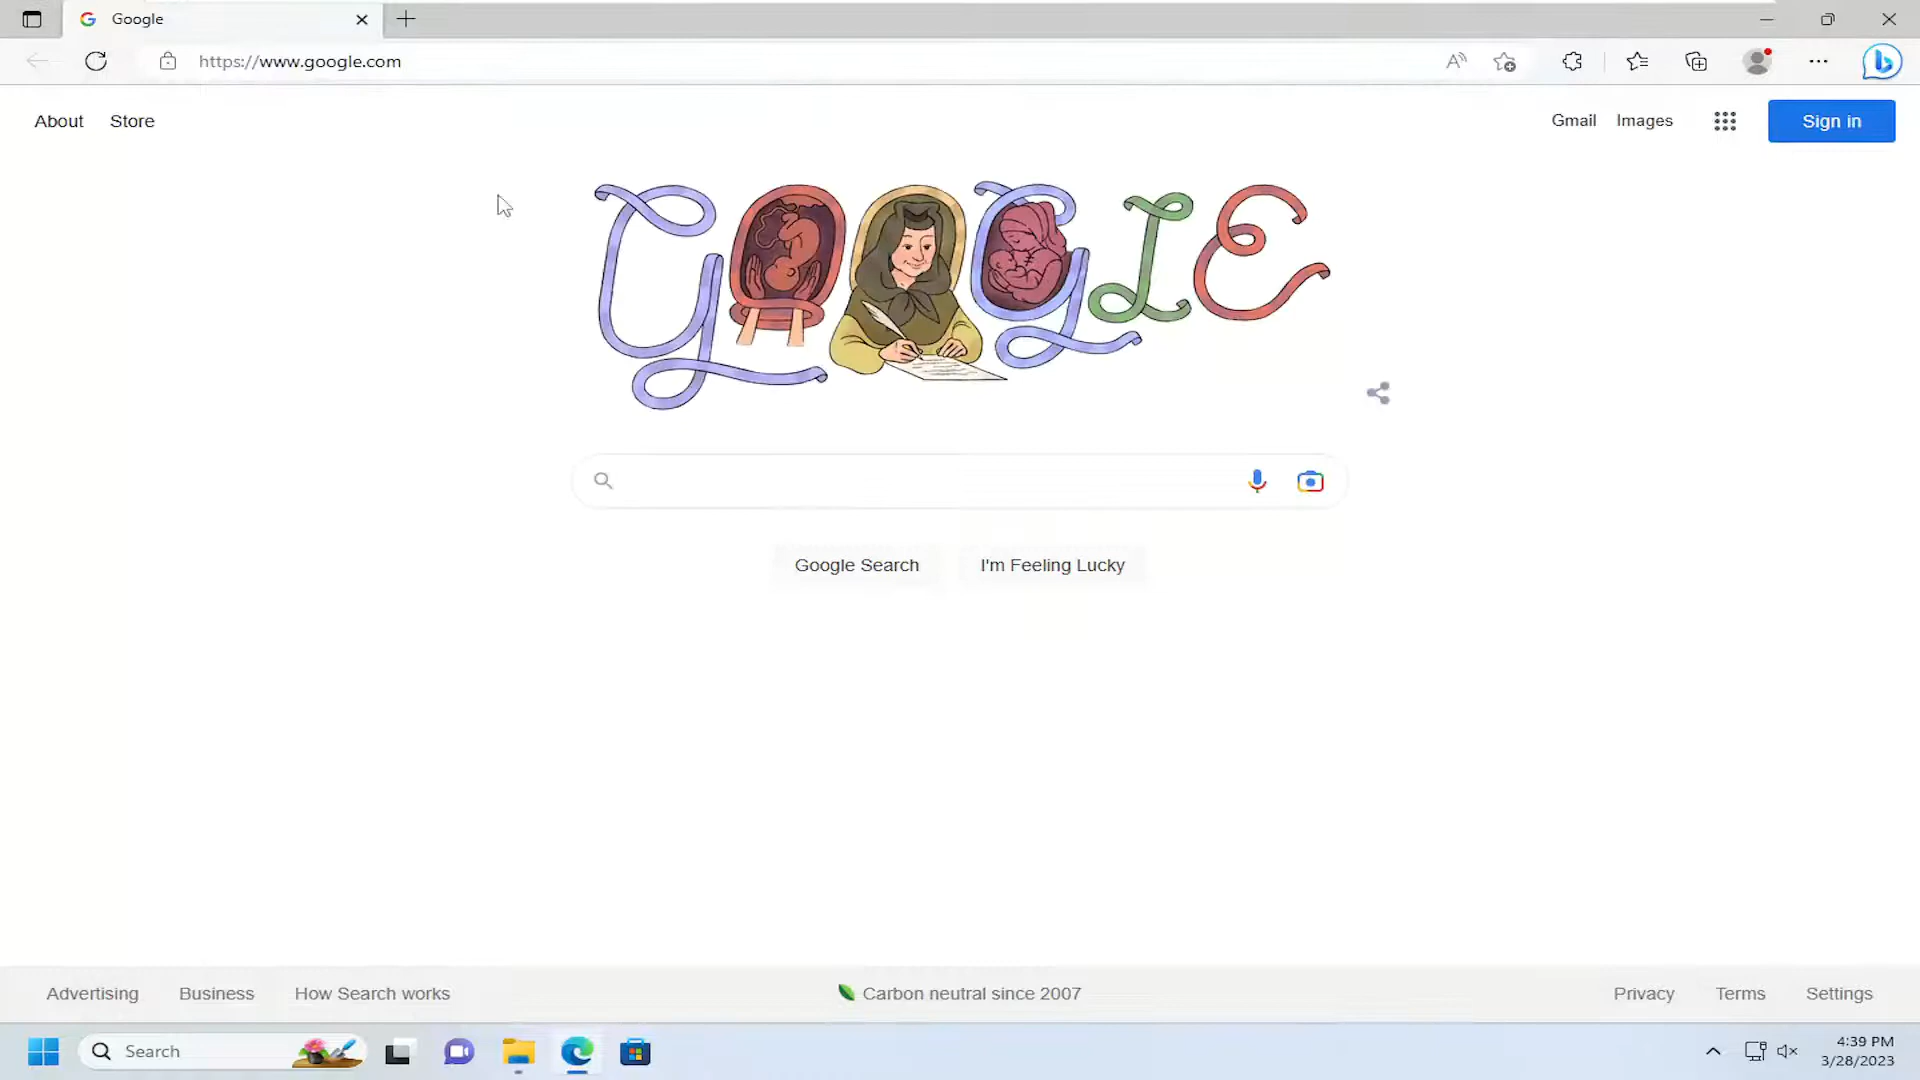 Google
https://www.google.com
About Store
Gmail Images Sign in
GOOGLE
Google Search I'm Feeling Lucky
Advertising Business How Search works
Carbon neutral since 2007
Privacy Terms Settings
Search
4:39 PM
3/28/2023